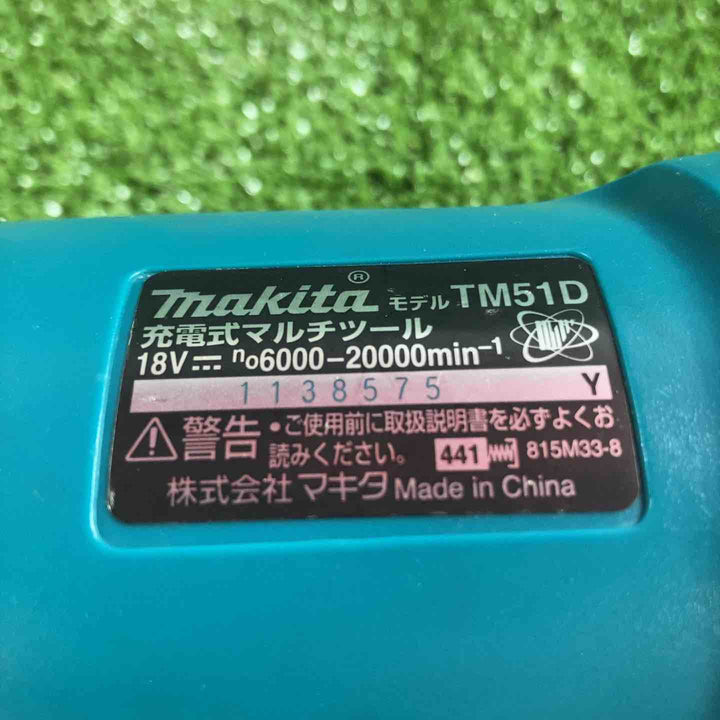 makita® モデル TM51D
充電式マルチツール
18V⎓ no6000-20000min-1
1138575 Y
警告 •ご使用前に取扱説明書を必ずよくお
読みください。 441 815M33-8
株式会社 マキタ Made in China